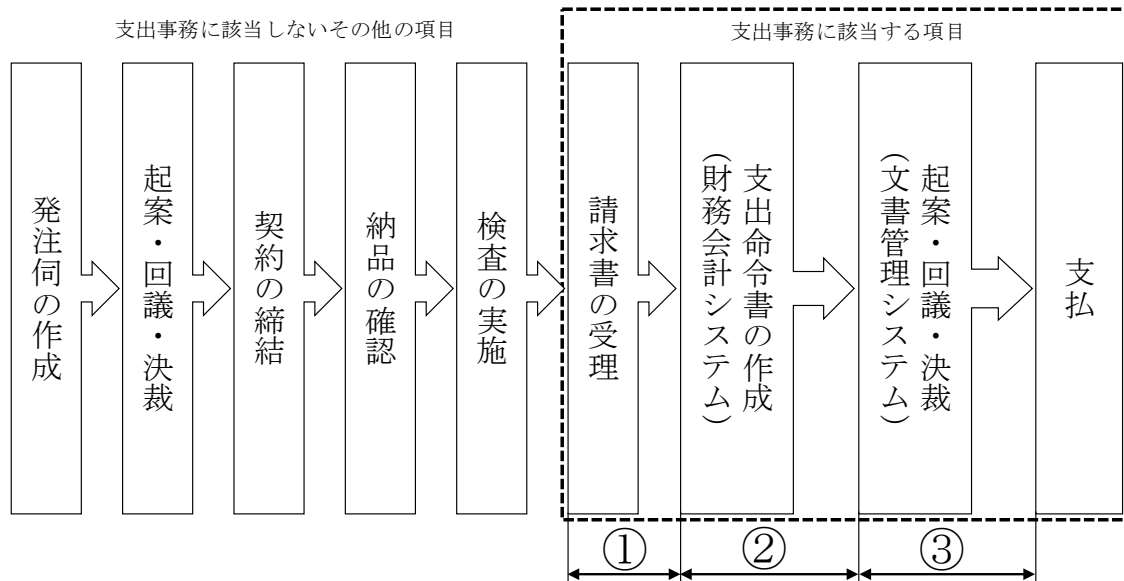 支出事務に該当しないその他の項目
支出事務に該当する項目
発注伺の作成
起案・回議・決裁
契約の締結
納品の確認
検査の実施
請求書の受理
支出命令書の作成
(財務会計システム)
起案・回議・決裁
(文書管理システム)
支払
①
②
③